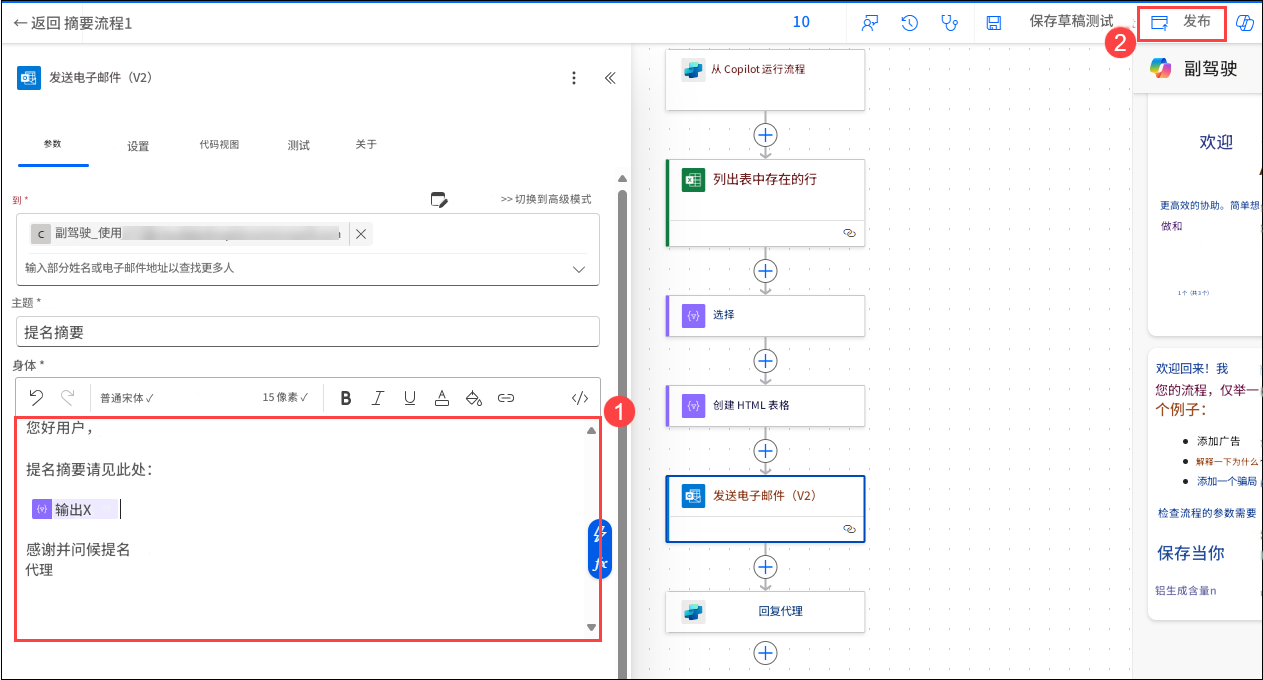 返回 摘要流程1
10
保存草稿测试
发布
2
发送电子邮件（V2）
参数
设置
代码视图
测试
关于
到 *
>> 切换到高级模式
C 副驾驶_使用
输入部分姓名或电子邮件地址以查找更多人
主题 *
提名摘要
身体 *
普通宋体
15 像素
B I U A </>
1
您好用户，
提名摘要请见此处：
输出X
感谢并问候提名
代理
fx
从 Copilot 运行流程
列出表中存在的行
选择
创建 HTML 表格
发送电子邮件（V2）
回复代理
副驾驶
欢迎
更高效的协助。简单想
做和
1 个（共 3 个）
欢迎回来！我
您的流程，仅举一
个例子：
添加广告
解释一下为什么
添加一个骗局
检查流程的参数需要
保存当你
铝生成含量n